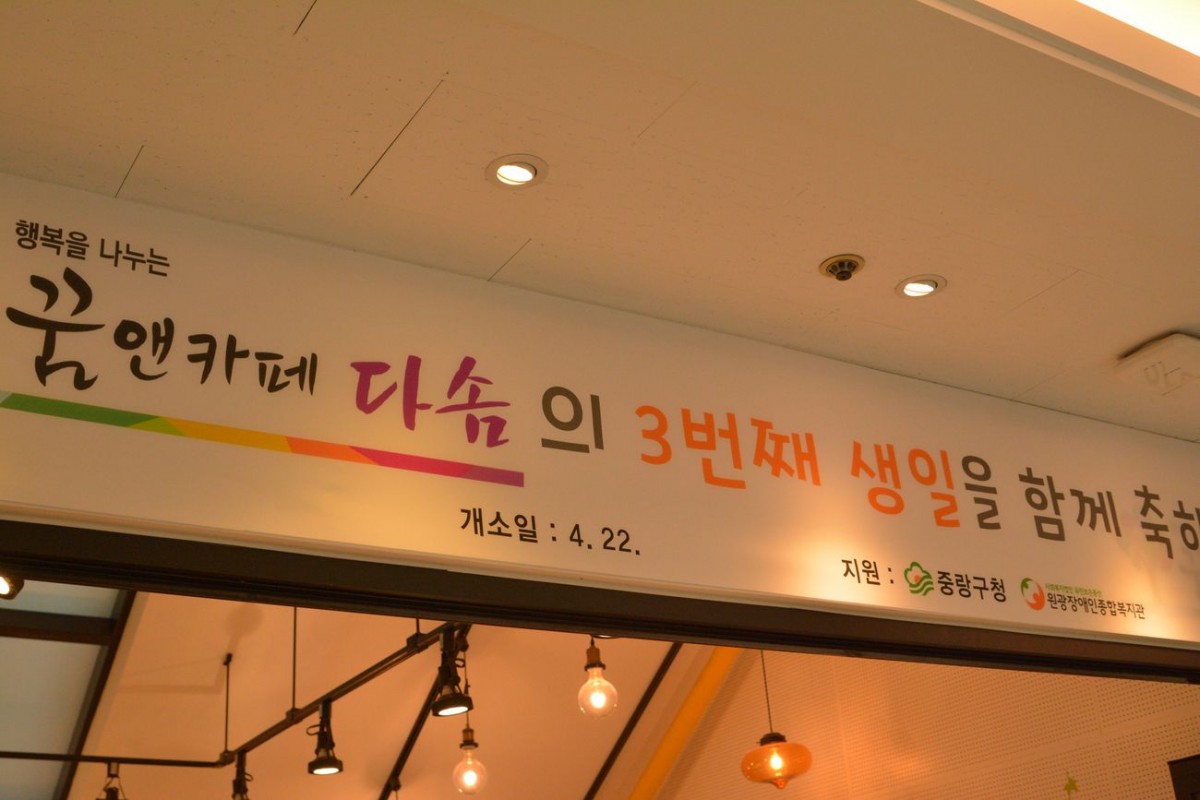 행복을 나누는
꿈앤카페 다솜의 3번째 생일을 함께
개소일 : 4. 22.
지원 : 중랑구청 원광장애인종합복지관